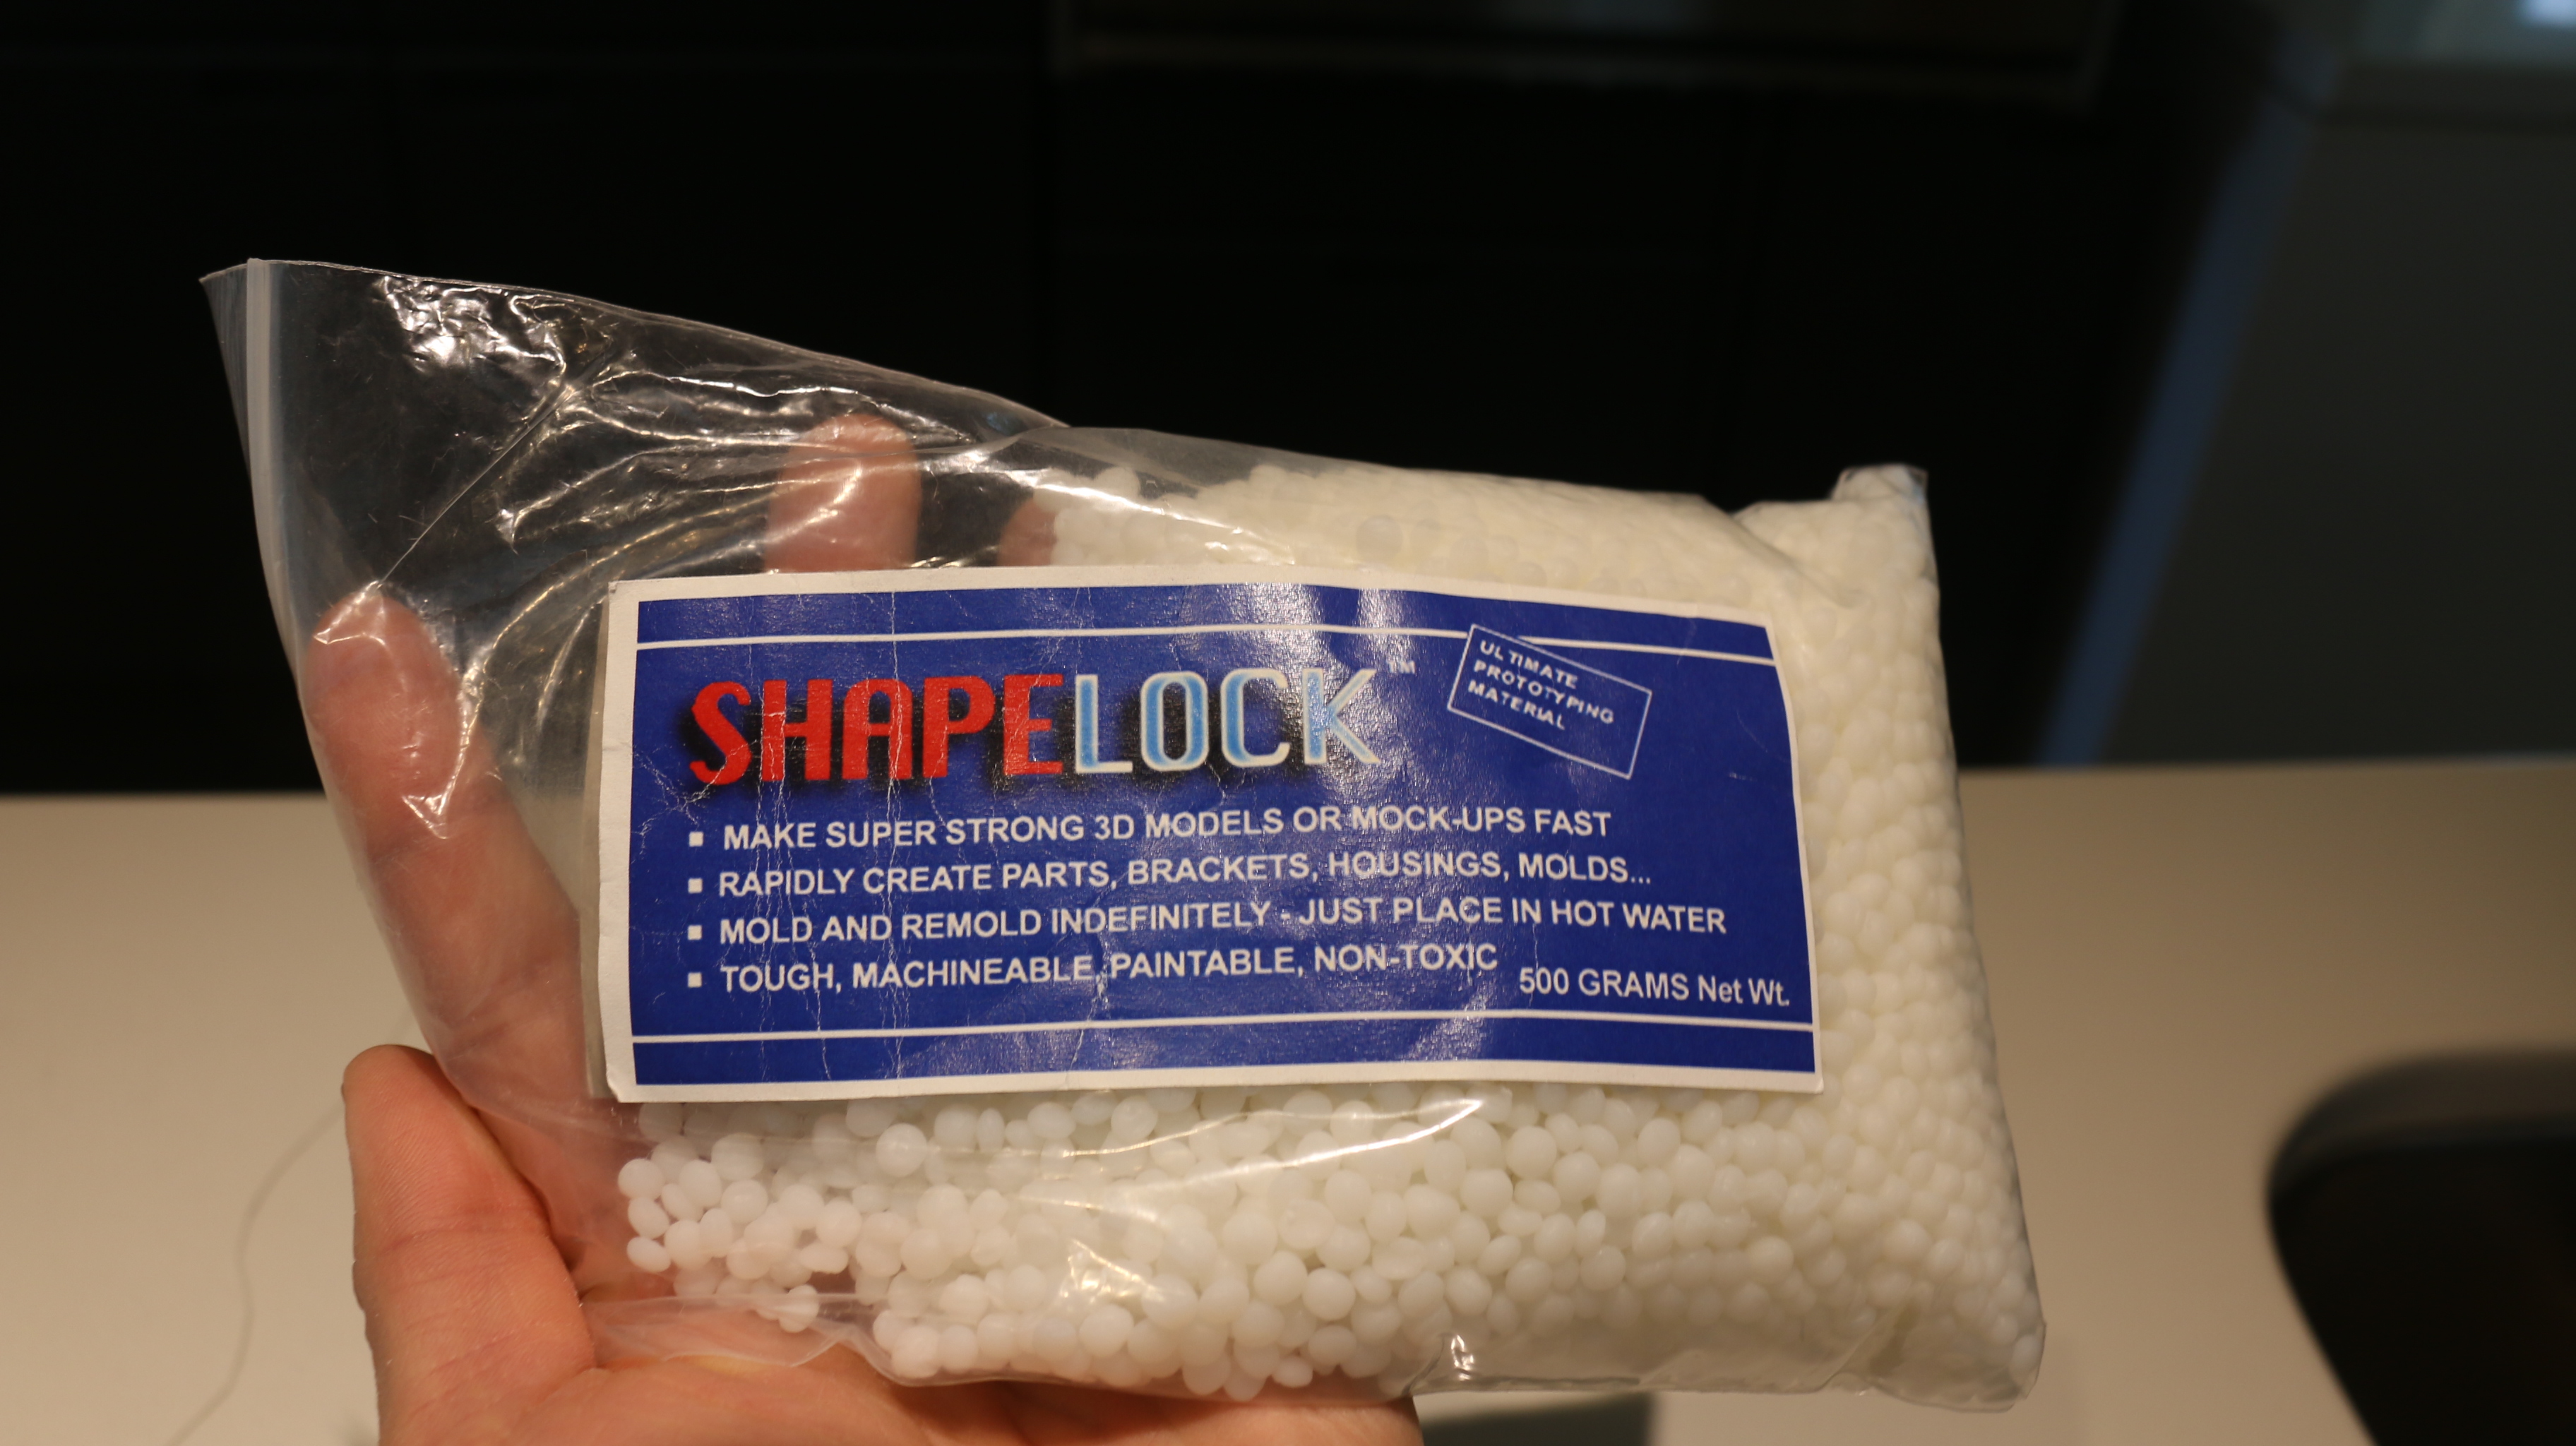 SHAPELOCK™
ULTIMATE
PROTOTYPING
MATERIAL
▪ MAKE SUPER STRONG 3D MODELS OR MOCK-UPS FAST
▪ RAPIDLY CREATE PARTS, BRACKETS, HOUSINGS, MOLDS...
▪ MOLD AND REMOLD INDEFINITELY - JUST PLACE IN HOT WATER
▪ TOUGH, MACHINEABLE, PAINTABLE, NON-TOXIC
500 GRAMS Net Wt.